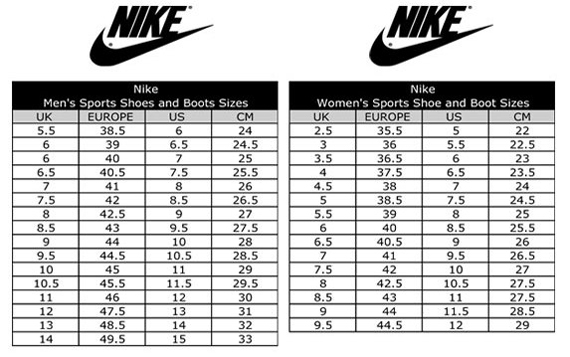 NIKE
Nike
Men's Sports Shoes and Boots Sizes
UK EUROPE US CM
5.5 38.5 6 24
6 39 6.5 24.5
6 40 7 25
6.5 40.5 7.5 25.5
7 41 8 26
7.5 42 8.5 26.5
8 42.5 9 27
8.5 43 9.5 27.5
9 44 10 28
9.5 44.5 10.5 28.5
10 45 11 29
10.5 45.5 11.5 29.5
11 46 12 30
12 47.5 13 31
13 48.5 14 32
14 49.5 15 33
NIKE
Nike
Women's Sports Shoe and Boot Sizes
UK EUROPE US CM
2.5 35.5 5 22
3 36 5.5 22.5
3.5 36.5 6 23
4 37.5 6.5 23.5
4.5 38 7 24
5 38.5 7.5 24.5
5.5 39 8 25
6 40 8.5 25.5
6.5 40.5 9 26
7 41 9.5 26.5
7.5 42 10 27
8 42.5 10.5 27.5
8.5 43 11 27.5
9 44 11.5 28.5
9.5 44.5 12 29